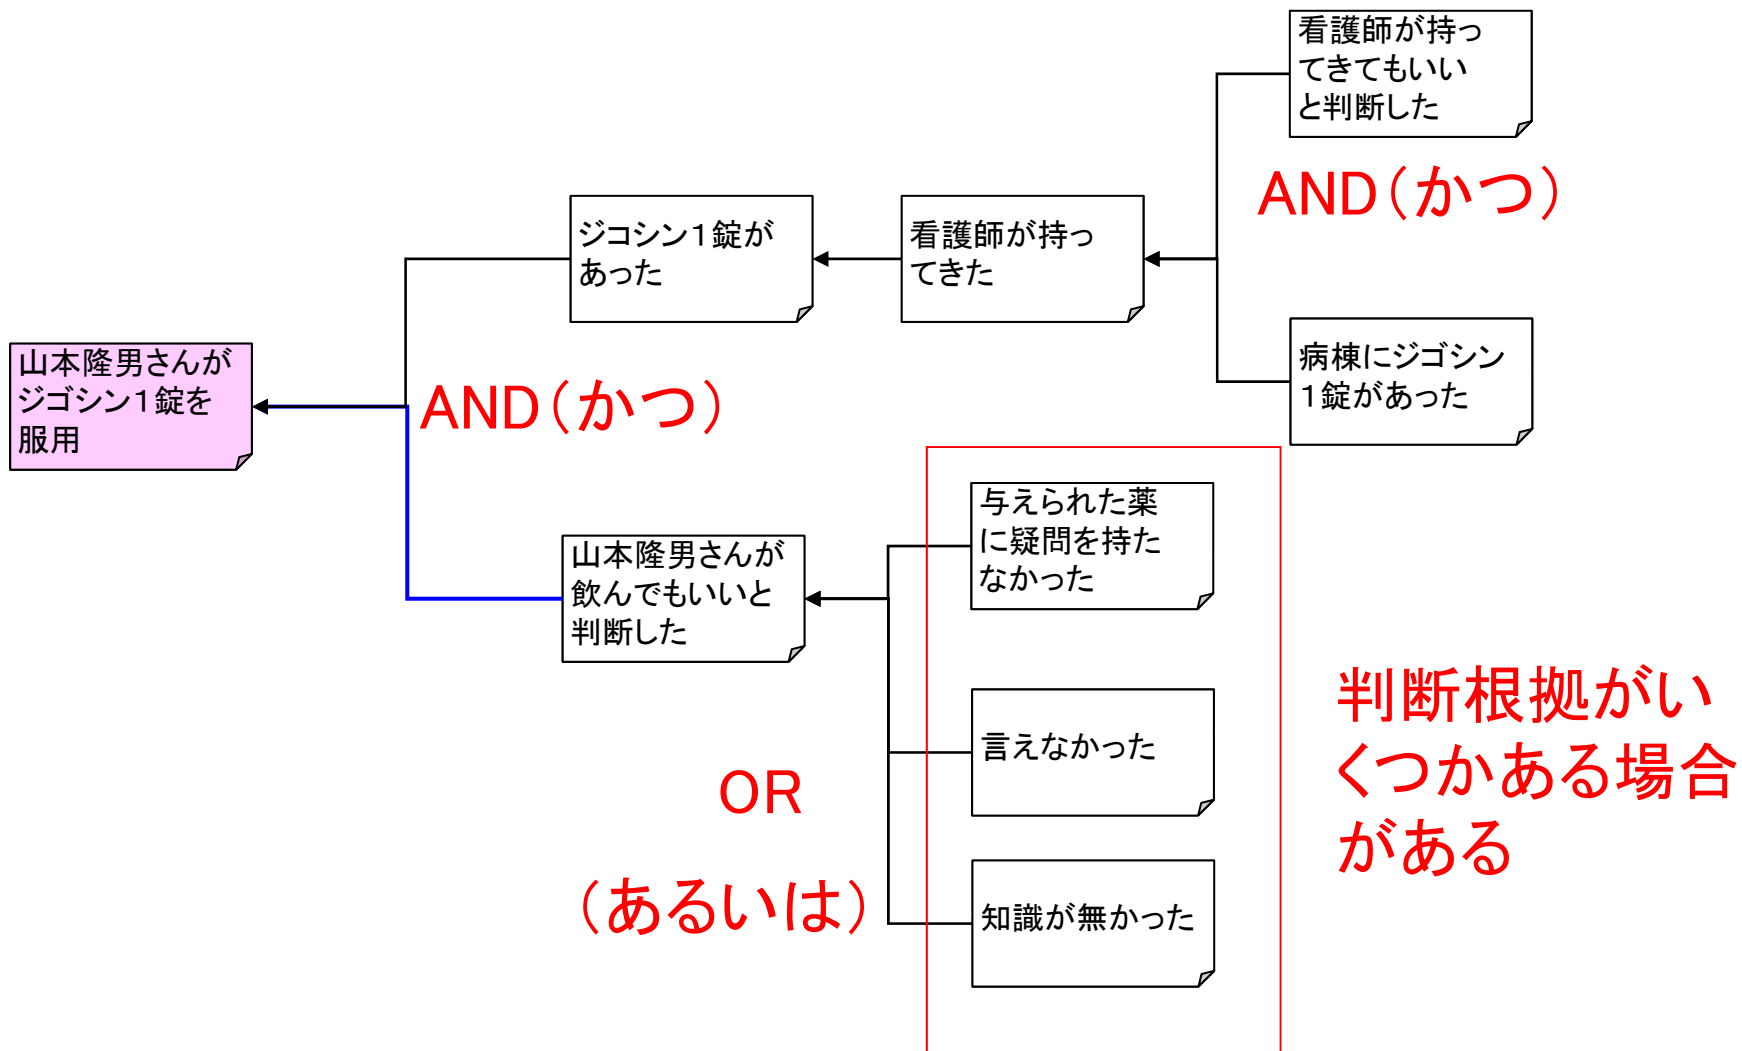 看護師が持っ
てきてもいい
と判断した
AND（かつ）
ジコシン１錠が
あった
看護師が持っ
てきた
病棟にジゴシン
１錠があった
山本隆男さんが
ジゴシン１錠を
服用
AND（かつ）
与えられた薬
に疑問を持た
なかった
山本隆男さんが
飲んでもいいと
判断した
言えなかった
OR
（あるいは）
知識が無かった
判断根拠がい
くつかある場合
がある